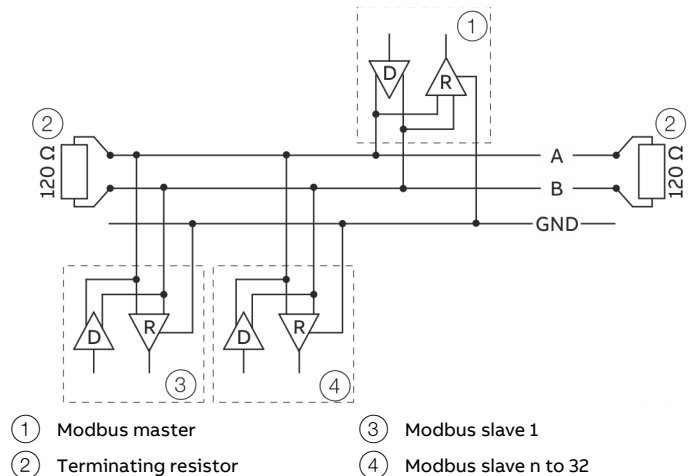 1
D
R
2
2
120 Ω
120 Ω
A
B
GND
D
R
D
R
3
4
1 Modbus master
3 Modbus slave 1
2 Terminating resistor
4 Modbus slave n to 32